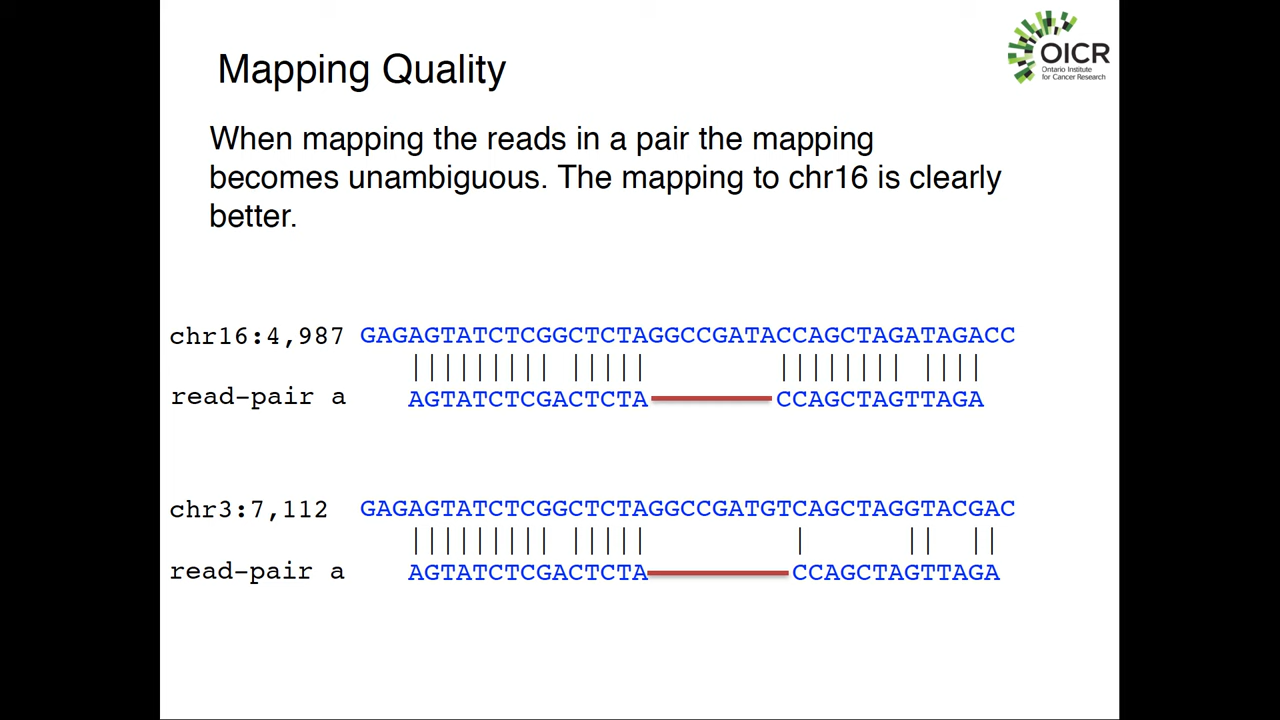 Mapping Quality
OICR
Ontario Institute
for Cancer Research
When mapping the reads in a pair the mapping
becomes unambiguous. The mapping to chr16 is clearly
better.
chr16:4,987 GAGAGTATCTCGGCTCTAGGCCGATACCAGCTAGATAGACC
read-pair a AGTATCTCGACTCTA CCAGCTAGTTAGA
chr3:7,112 GAGAGTATCTCGGCTCTAGGCCGATGTCAGCTAGGTACGAC
read-pair a AGTATCTCGACTCTA CCAGCTAGTTAGA